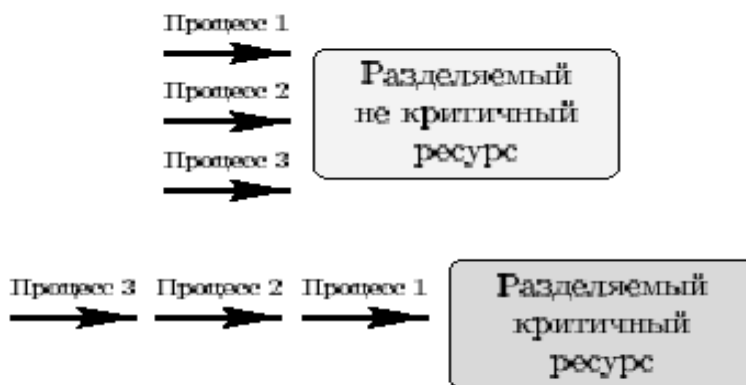 Процесс 1
Процесс 2
Процесс 3
Разделяемый
не критичный
ресурс
Процесс 3 Процесс 2 Процесс 1
Разделяемый
критичный
ресурс